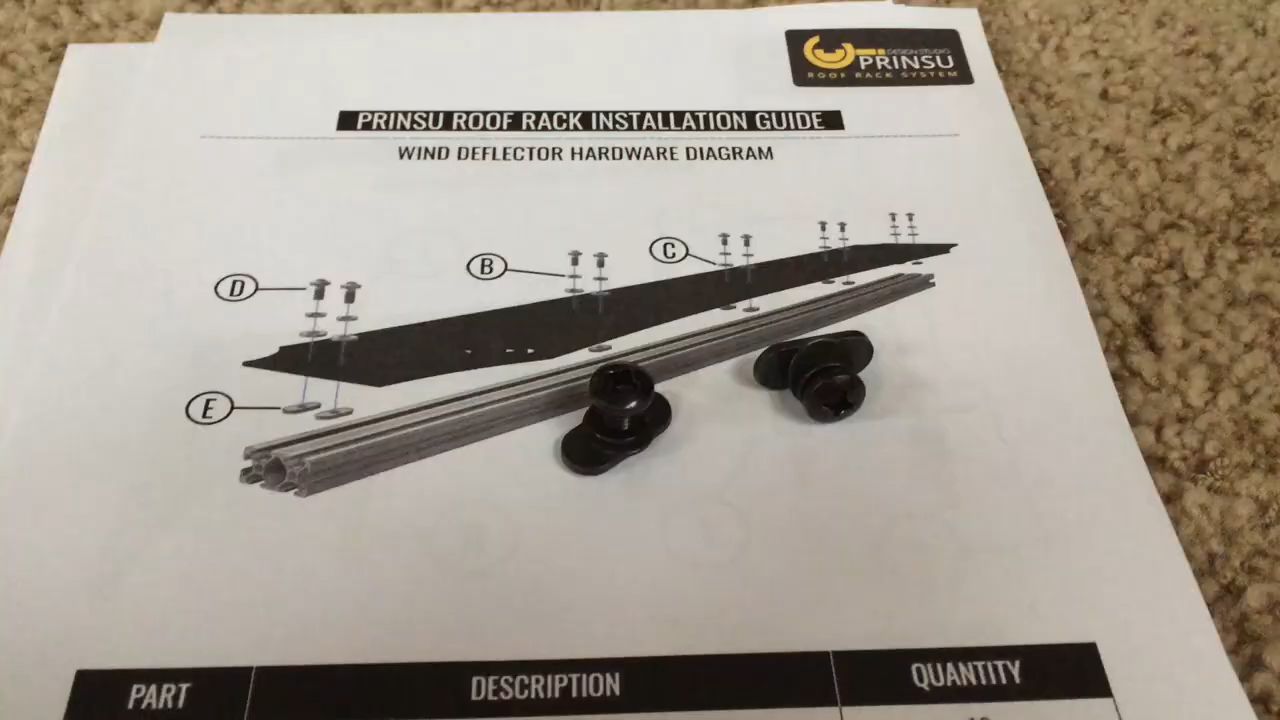 DESIGN STUDIO
PRINSU
ROOF RACK SYSTEM
PRINSU ROOF RACK INSTALLATION GUIDE
WIND DEFLECTOR HARDWARE DIAGRAM
C
B
D
E
PART DESCRIPTION QUANTITY